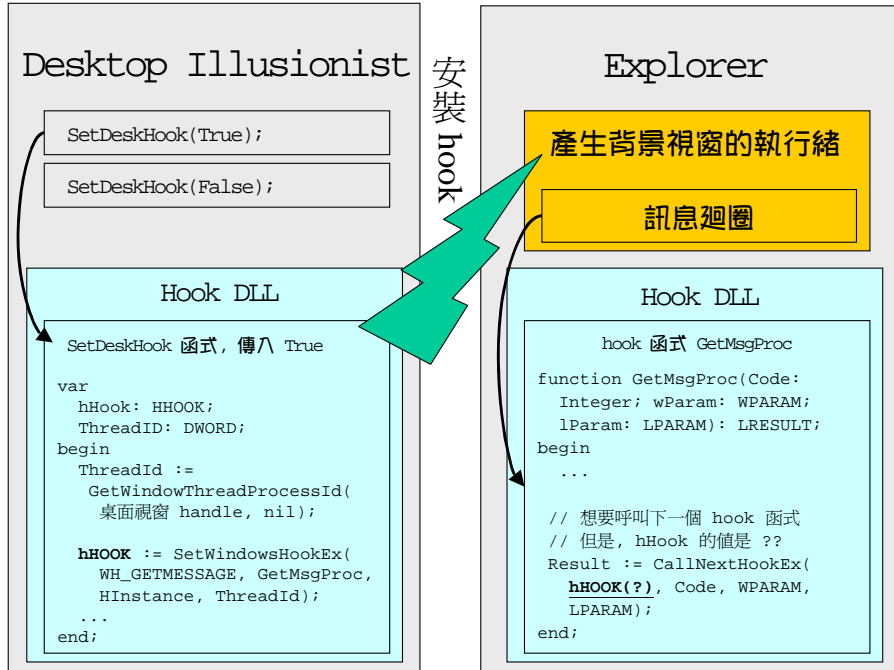 Desktop Illusionist
SetDeskHook(True);
SetDeskHook(False);
Hook DLL
SetDeskHook 函式, 傳入 True
var
hHook: HHOOK;
ThreadID: DWORD;
begin
ThreadId :=
GetWindowThreadProcessId(
桌面視窗 handle, nil);
hHOOK := SetWindowsHookEx(
WH_GETMESSAGE, GetMsgProc,
HInstance, ThreadId);
...
end;
安裝 hook
Explorer
產生背景視窗的執行緒
訊息迴圈
Hook DLL
hook 函式 GetMsgProc
function GetMsgProc(Code:
Integer; wParam: WPARAM;
lParam: LPARAM): LRESULT;
begin
...
// 想要呼叫下一個 hook 函式
// 但是, hHook 的值是 ??
Result := CallNextHookEx(
hHOOK(?), Code, WPARAM,
LPARAM);
end;